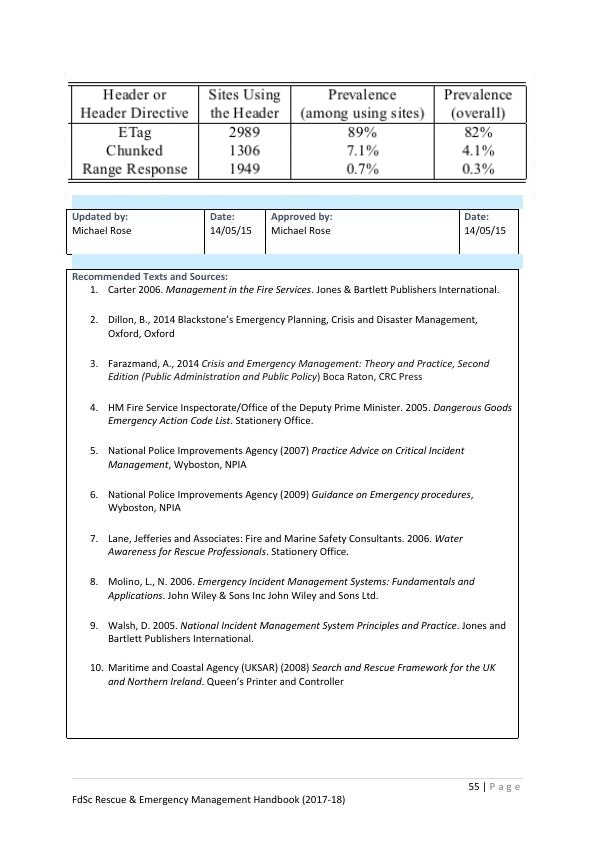 Header or Sites Using Prevalence Prevalence
Header Directive the Header (among using sites) (overall)
ETag 2989 89% 82%
Chunked 1306 7.1% 4.1%
Range Response 1949 0.7% 0.3%
Updated by: Date: Approved by: Date:
Michael Rose 14/05/15 Michael Rose 14/05/15
Recommended Texts and Sources:
1. Carter 2006. Management in the Fire Services. Jones & Bartlett Publishers International.
2. Dillon, B., 2014 Blackstone’s Emergency Planning, Crisis and Disaster Management,
Oxford, Oxford
3. Farazmand, A., 2014 Crisis and Emergency Management: Theory and Practice, Second
Edition (Public Administration and Public Policy) Boca Raton, CRC Press
4. HM Fire Service Inspectorate/Office of the Deputy Prime Minister. 2005. Dangerous Goods
Emergency Action Code List. Stationery Office.
5. National Police Improvements Agency (2007) Practice Advice on Critical Incident
Management, Wyboston, NPIA
6. National Police Improvements Agency (2009) Guidance on Emergency procedures,
Wyboston, NPIA
7. Lane, Jefferies and Associates: Fire and Marine Safety Consultants. 2006. Water
Awareness for Rescue Professionals. Stationery Office.
8. Molino, L., N. 2006. Emergency Incident Management Systems: Fundamentals and
Applications. John Wiley & Sons Inc John Wiley and Sons Ltd.
9. Walsh, D. 2005. National Incident Management System Principles and Practice. Jones and
Bartlett Publishers International.
10. Maritime and Coastal Agency (UKSAR) (2008) Search and Rescue Framework for the UK
and Northern Ireland. Queen’s Printer and Controller
55 | Page
FdSc Rescue & Emergency Management Handbook (2017-18)